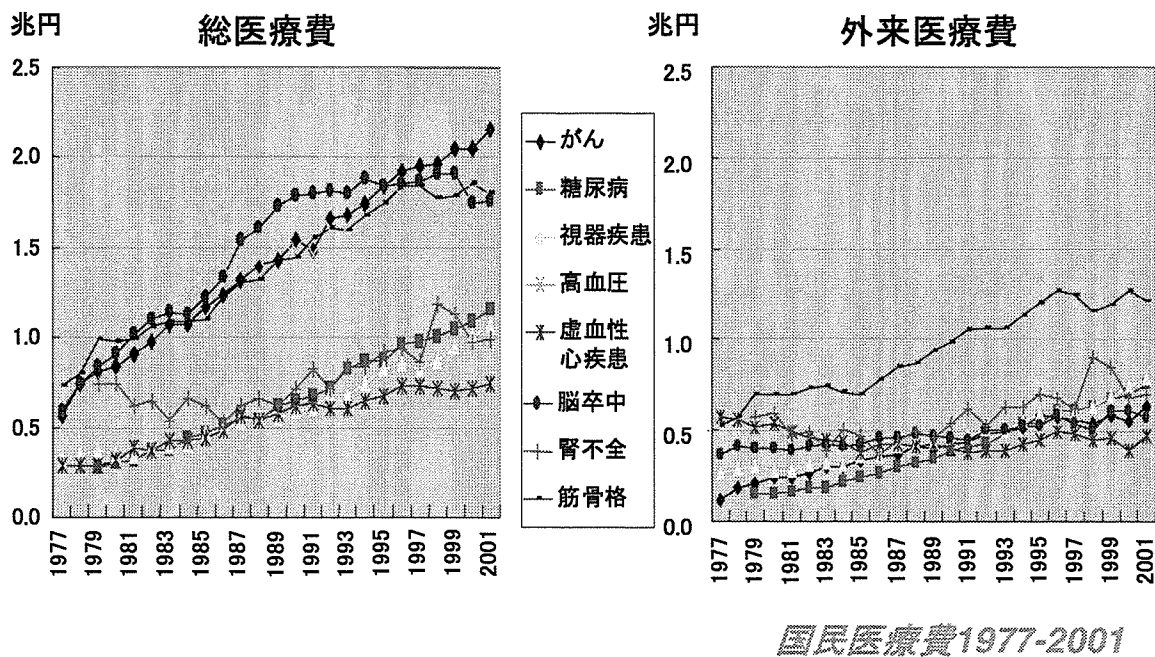 兆円
総医療費
2.5
2.0
1.5
1.0
0.5
0.0
1977
1979
1981
1983
1985
1987
1989
1991
1993
1995
1997
1999
2001
がん
糖尿病
視器疾患
高血圧
虚血性
心疾患
脳卒中
腎不全
筋骨格
兆円
外来医療費
2.5
2.0
1.5
1.0
0.5
0.0
1977
1979
1981
1983
1985
1987
1989
1991
1993
1995
1997
1999
2001
国民医療費1977-2001